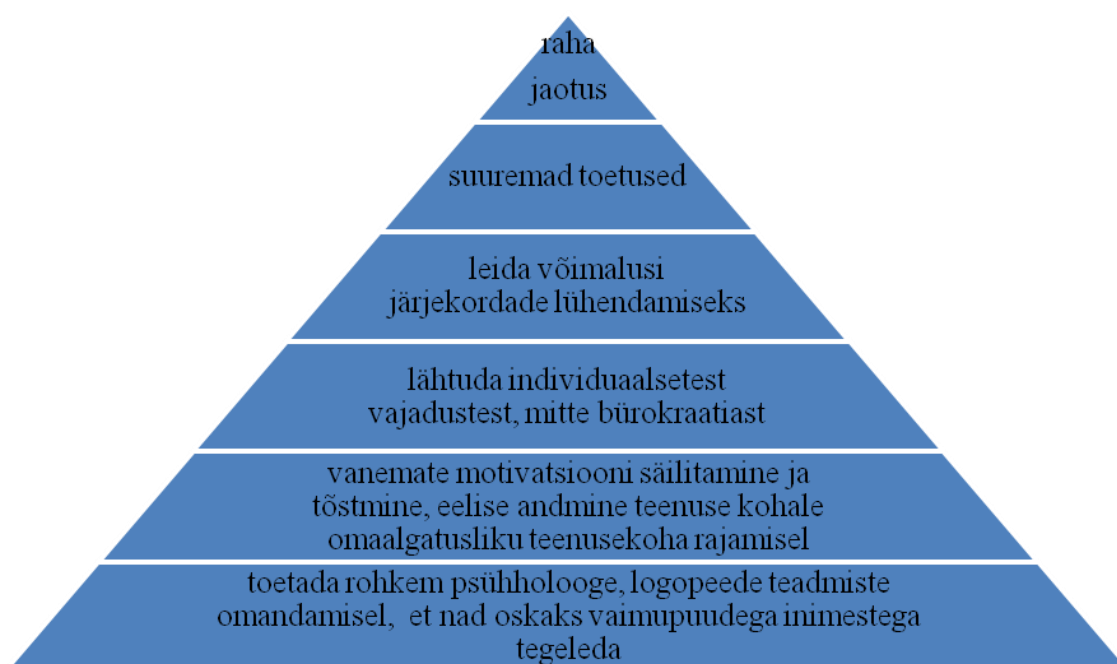 raha
jaotus
suuremad toetused
leida võimalusi
järjekordade lühendamiseks
lähtuda individuaalsetest
vajadustest, mitte bürokraatiast
vanemate motivatsiooni säilitamine ja
tõstmine, eelise andmine teenuse kohale
omaalgatusliku teenusekoha rajamisel
toetada rohkem psühholooge, logopeede teadmiste
omandamisel, et nad oskaks vaimupuudega inimestega
tegeleda